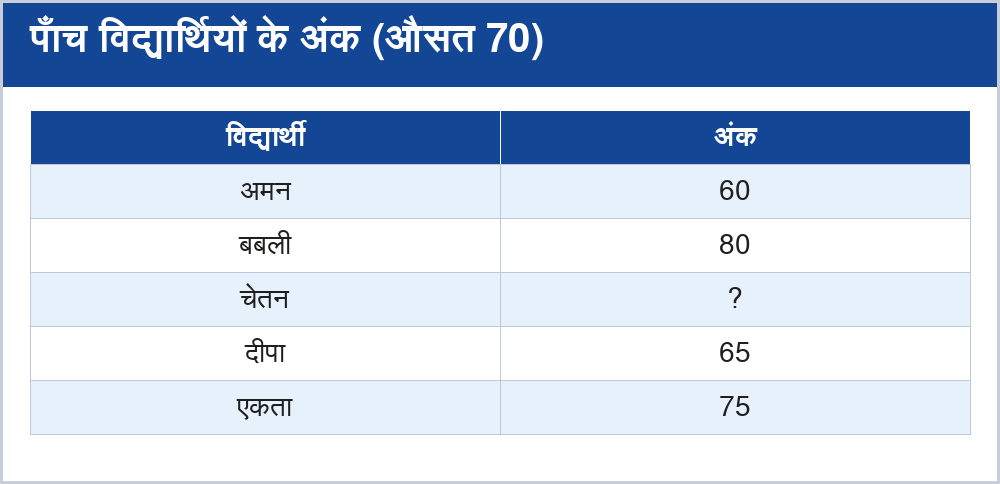 पाँच विद्यार्थियों के अंक (औसत 70)
विद्यार्थी अंक
अमन 60
बबली 80
चेतन ?
दीपा 65
एकता 75